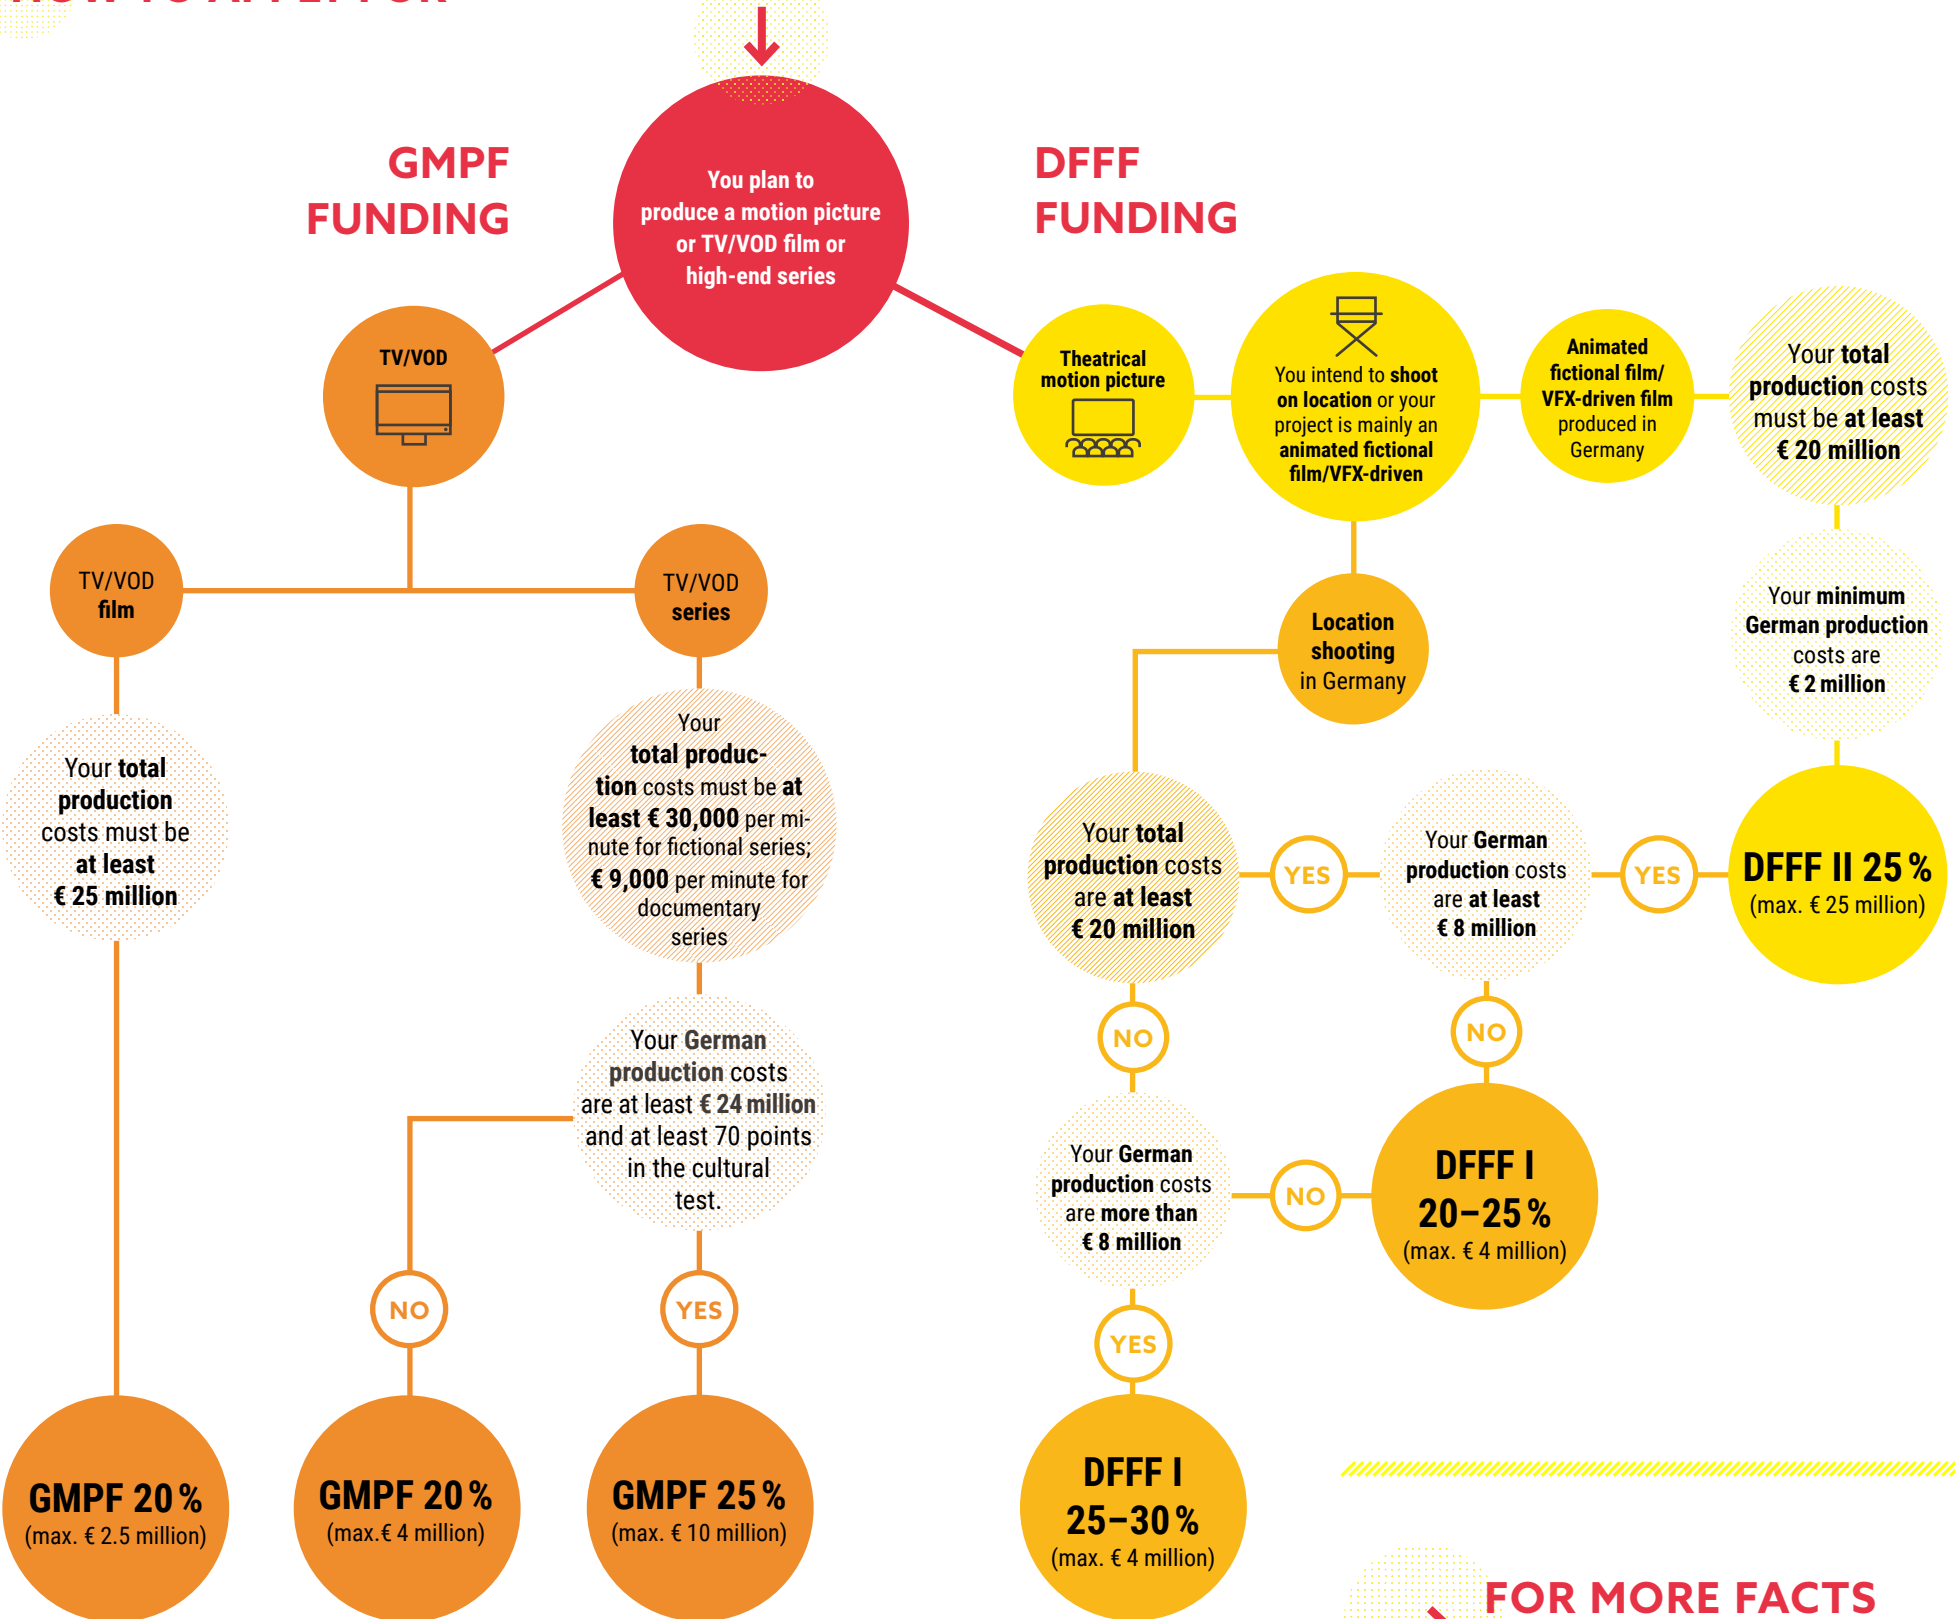 GMPF
FUNDING
You plan to
produce a motion picture
or TV/VOD film or
high-end series
DFFF
FUNDING
TV/VOD
Theatrical
motion picture
You intend to shoot
on location or your
project is mainly an
animated fictional
film/VFX-driven
Animated
fictional film/
VFX-driven film
produced in
Germany
Your total
production costs
must be at least
€ 20 million
TV/VOD
film
TV/VOD
series
Location
shooting
in Germany
Your minimum
German production
costs are
€ 2 million
Your total
production
costs must be
at least
€ 25 million
Your
total produc-
tion costs must be at
least € 30,000 per mi-
nute for fictional series;
€ 9,000 per minute for
documentary
series
Your total
production costs
are at least
€ 20 million
YES
Your German
production costs
are at least
€ 8 million
YES
DFFF II 25 %
(max. € 25 million)
Your German
production costs
are at least € 24 million
and at least 70 points
in the cultural
test.
NO
NO
Your German
production costs
are more than
€ 8 million
NO
DFFF I
20–25 %
(max. € 4 million)
NO
YES
YES
GMPF 20 %
(max. € 2.5 million)
GMPF 20 %
(max.€ 4 million)
GMPF 25 %
(max. € 10 million)
DFFF I
25–30 %
(max. € 4 million)
FOR MORE FACTS